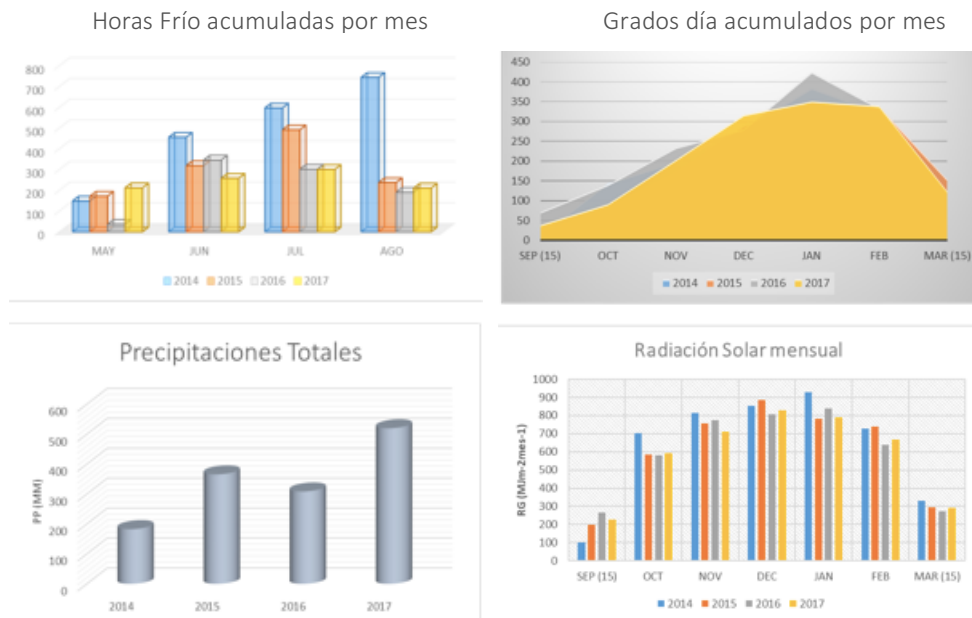 Horas Frío acumuladas por mes
800
700
600
500
400
300
200
100
0
MAY JUN JUL AGO
2014 2015 2016 2017
Grados día acumulados por mes
450
400
350
300
250
200
150
100
50
0
SEP (15) OCT NOV DEC JAN FEB MAR (15)
2014 2015 2016 2017
Precipitaciones Totales
PP (MM)
600
500
400
300
200
100
0
2014 2015 2016 2017
Radiación Solar mensual
RG (MJm-2mes-1)
1000
900
800
700
600
500
400
300
200
100
0
SEP (15) OCT NOV DEC JAN FEB MAR (15)
2014 2015 2016 2017